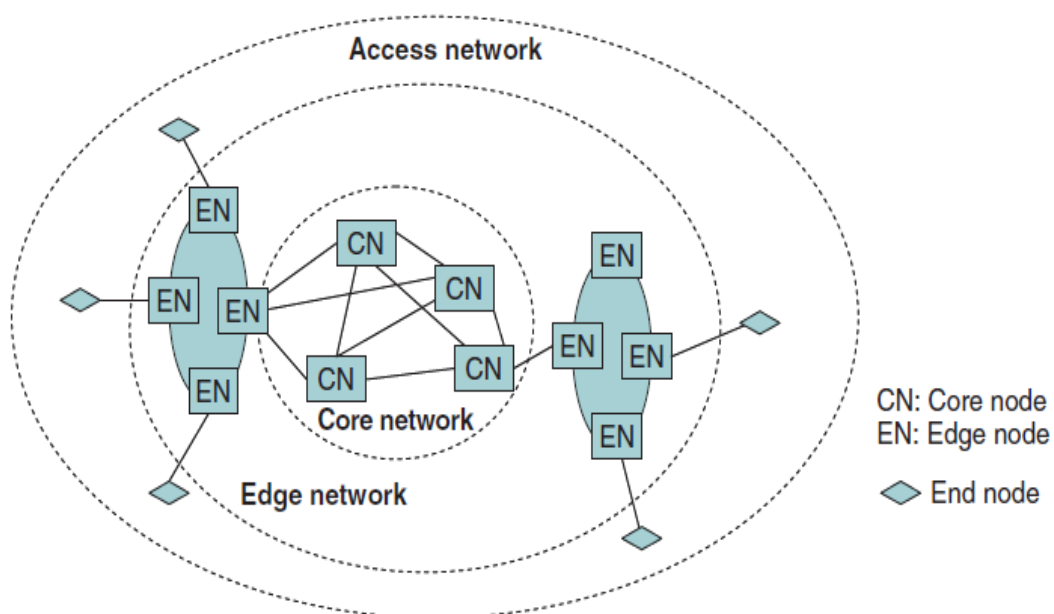 Access network
EN
CN
EN
CN
EN
EN
EN
EN
EN
CN
CN
EN
Core network
EN
Edge network
CN: Core node
EN: Edge node
End node